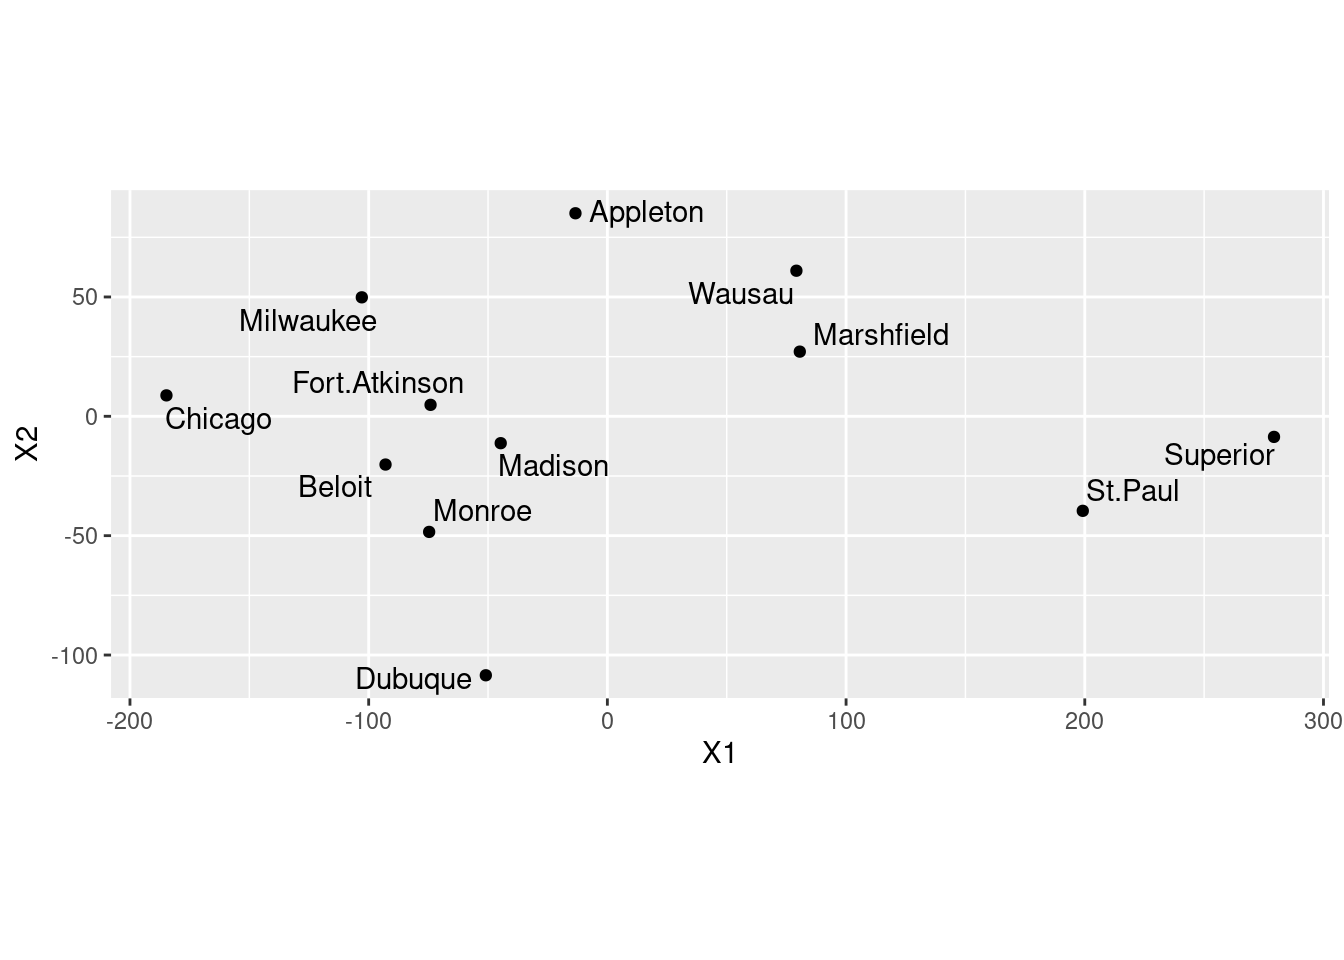 Appleton
Wausau
Milwaukee
Marshfield
Fort.Atkinson
Chicago
Madison
Superior
Beloit
St.Paul
Monroe
Dubuque
50
0
-50
-100
X2
-200
-100
0
100
200
300
X1